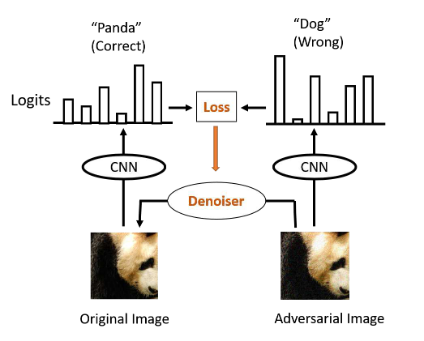 “Panda”
(Correct)
“Dog”
(Wrong)
Logits
Loss
CNN
CNN
Denoiser
Original Image
Adversarial Image